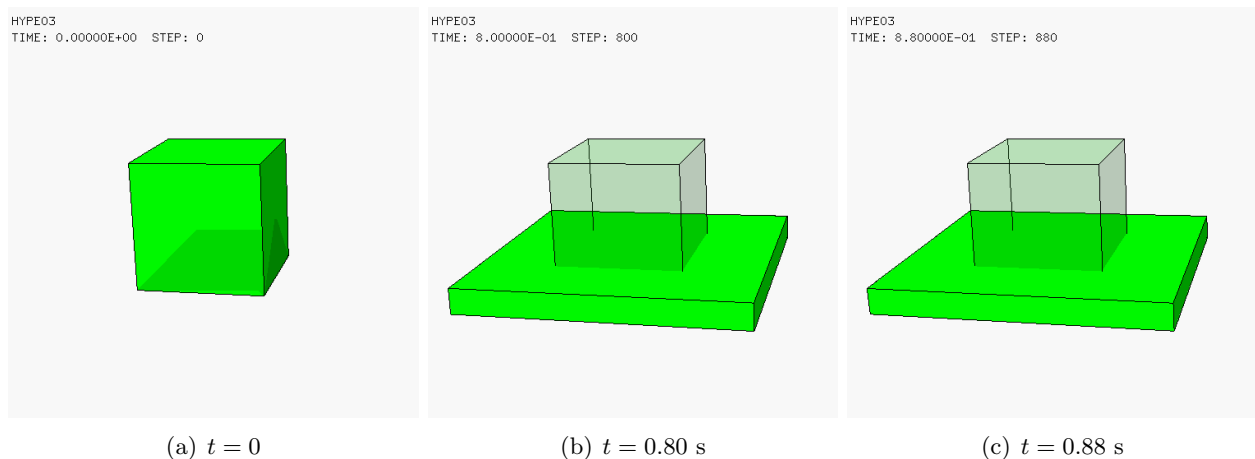 HYPE03
TIME: 0.00000E+00 STEP: 0
HYPE03
TIME: 8.00000E-01 STEP: 800
HYPE03
TIME: 8.80000E-01 STEP: 880
(a) t = 0
(b) t = 0.80 s
(c) t = 0.88 s